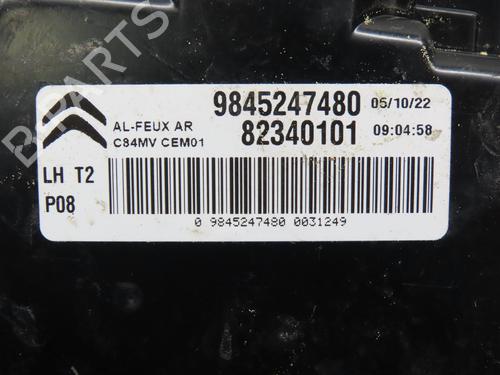 9845247480 05/10/22
AL-FEUX AR 82340101 09:04:58
C84MV CEM01
LH T2
P08
0 9845247480 0031249
B-PARTS